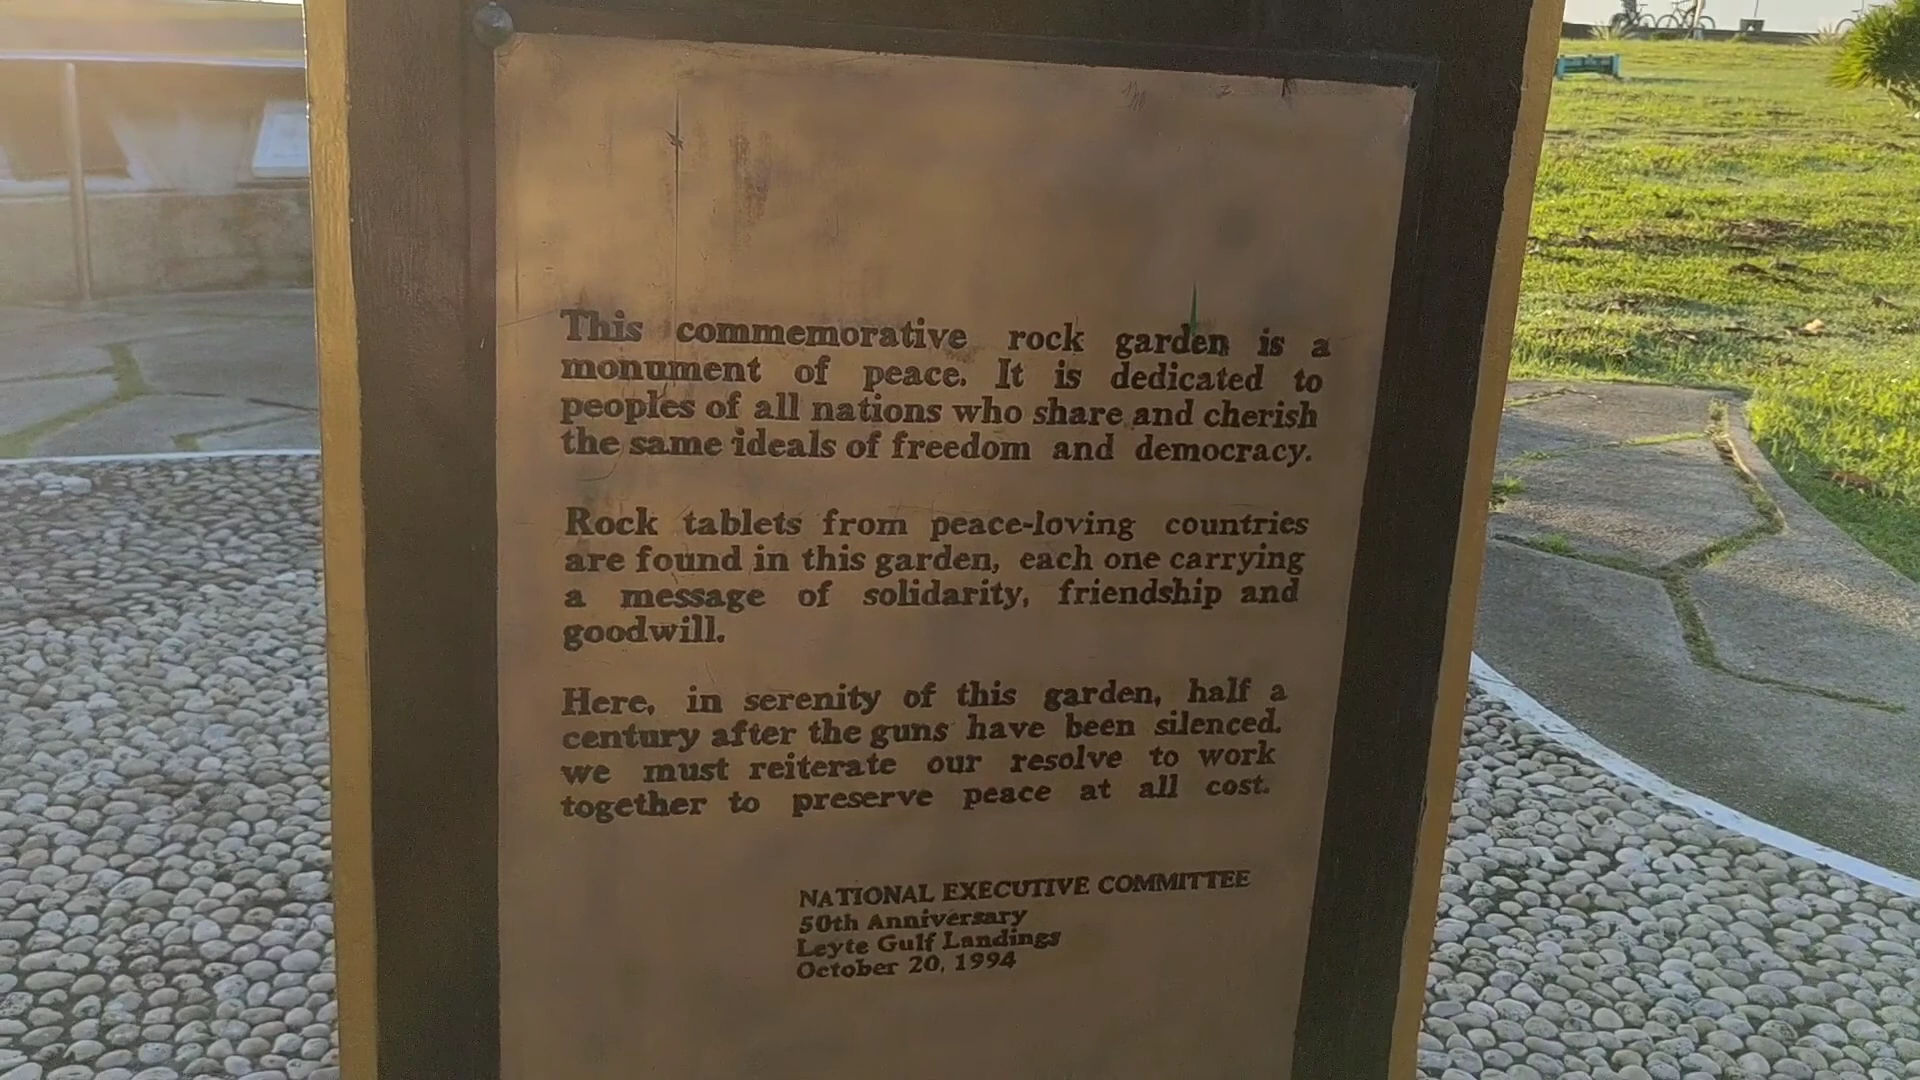 This commemorative rock garden is a
monument of peace. It is dedicated to
peoples of all nations who share and cherish
the same ideals of freedom and democracy.
Rock tablets from peace-loving countries
are found in this garden, each one carrying
a message of solidarity, friendship and
goodwill.
Here, in serenity of this garden, half a
century after the guns have been silenced,
we must reiterate our resolve to work
together to preserve peace at all cost.
NATIONAL EXECUTIVE COMMITTEE
50th Anniversary
Leyte Gulf Landings
October 20, 1994